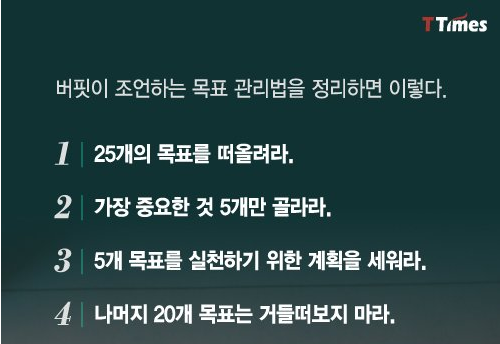 TTimes
버핏이 조언하는 목표 관리법을 정리하면 이렇다.
1 25개의 목표를 떠올려라.
2 가장 중요한 것 5개만 골라라.
3 5개 목표를 실천하기 위한 계획을 세워라.
4 나머지 20개 목표는 거들떠보지 마라.